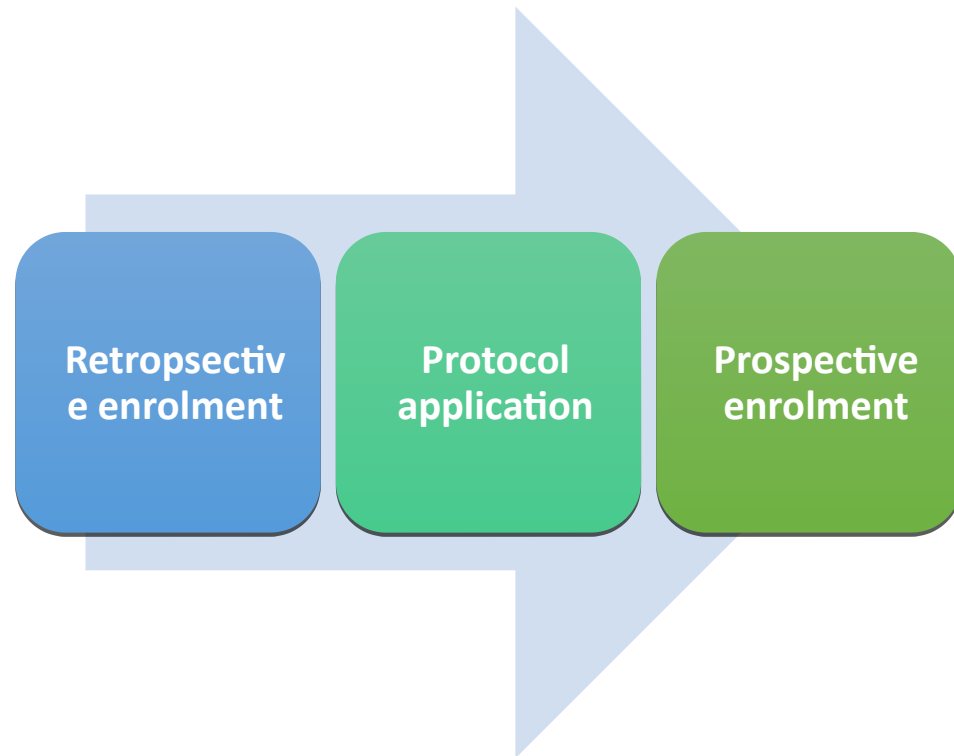 Retropsectiv
e enrolment
Protocol
application
Prospective
enrolment